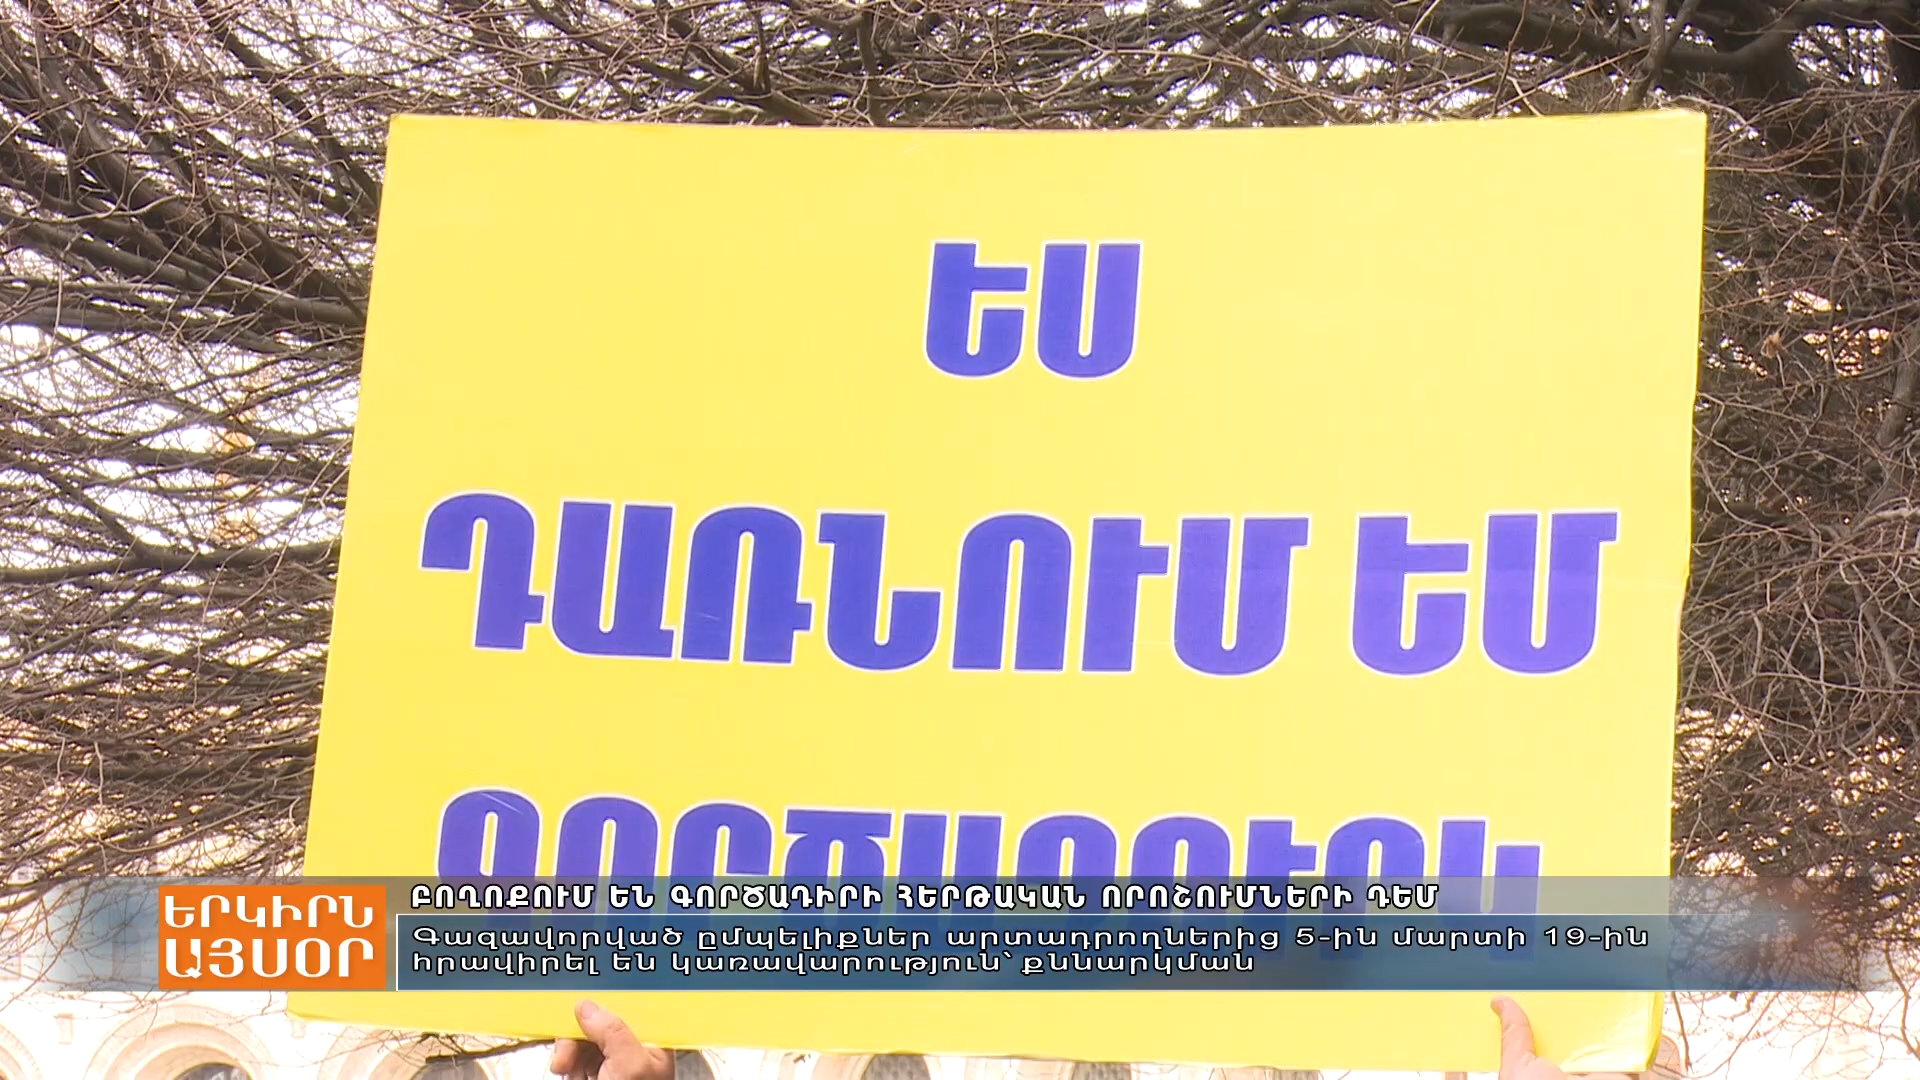 ԵՍ
ԴԱՌՆՈՒՄ ԵՄ
ԳՈՐԾԱԶՈՒՐԿ
ԵՐԿԻՐՆ
ԱՅՍՕՐ
ԲՈՂՈՔՈՒՄ ԵՆ ԳՈՐԾԱԴԻՐԻ ՀԵՐԹԱԿԱՆ ՈՐՈՇՈՒՄՆԵՐԻ ԴԵՄ
Գազավորված ըմպելիքներ արտադրողներից 5-ին մարտի 19-ին
հրավիրել են կառավարություն՝ քննարկման